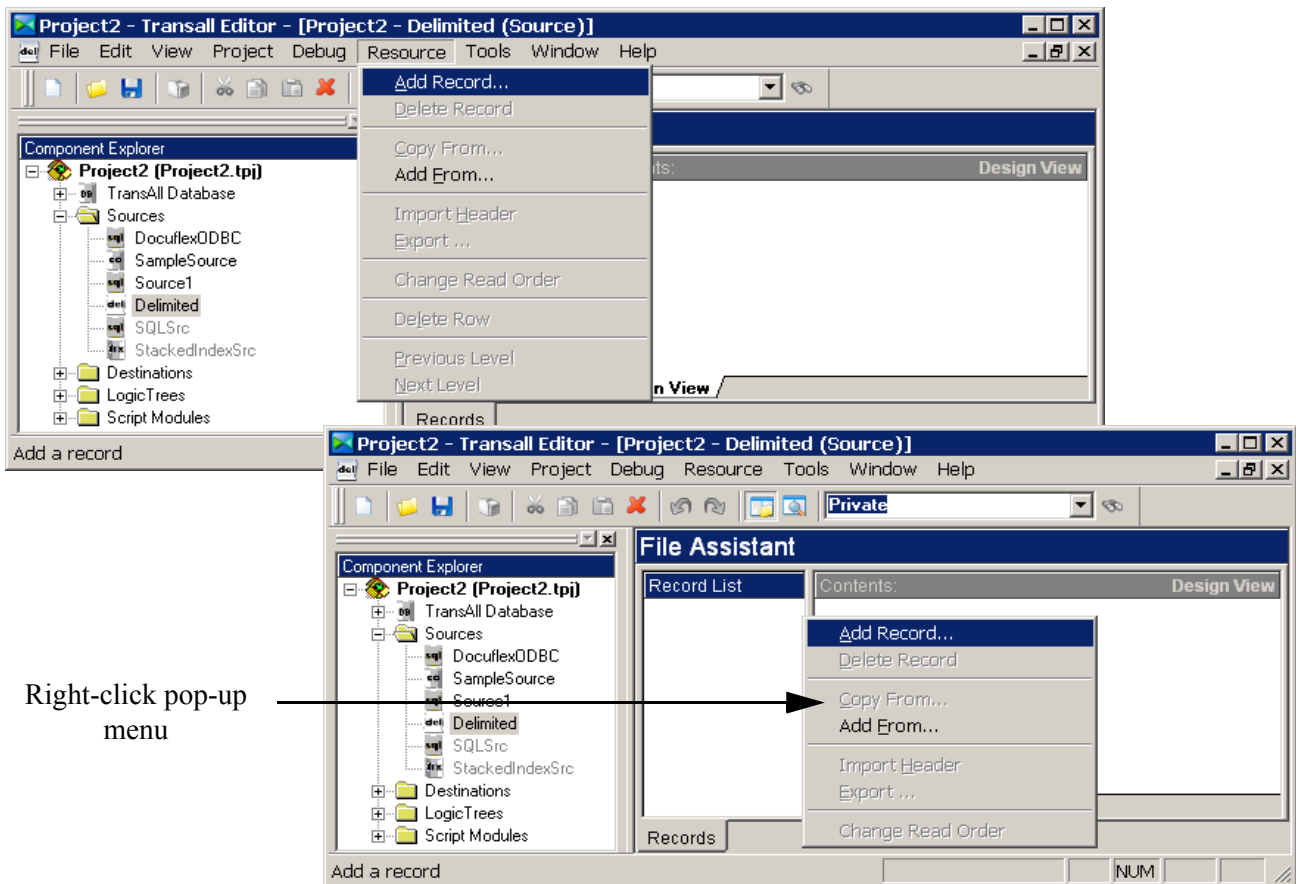 Project2 - Transall Editor - [Project2 - Delimited (Source)]
File Edit View Project Debug Resource Tools Window Help
Add Record...
Delete Record
Copy From...
Add From...
Import Header
Export ...
Change Read Order
Delete Row
Previous Level
Next Level
Component Explorer
Project2 (Project2.tpj)
TransAll Database
Sources
DocuflexODBC
SampleSource
Source1
Delimited
SQLSrc
StackedIndexSrc
Destinations
LogicTrees
Script Modules
nts:
Design View
n View
Records
Add a record
Project2 - Transall Editor - [Project2 - Delimited (Source)]
File Edit View Project Debug Resource Tools Window Help
Private
Component Explorer
Project2 (Project2.tpj)
TransAll Database
Sources
DocuflexODBC
SampleSource
Source1
Delimited
SQLSrc
StackedIndexSrc
Destinations
LogicTrees
Script Modules
File Assistant
Record List
Contents:
Design View
Add Record...
Delete Record
Copy From...
Add From...
Import Header
Export ...
Change Read Order
Records
Add a record
NUM
Right-click pop-up
menu